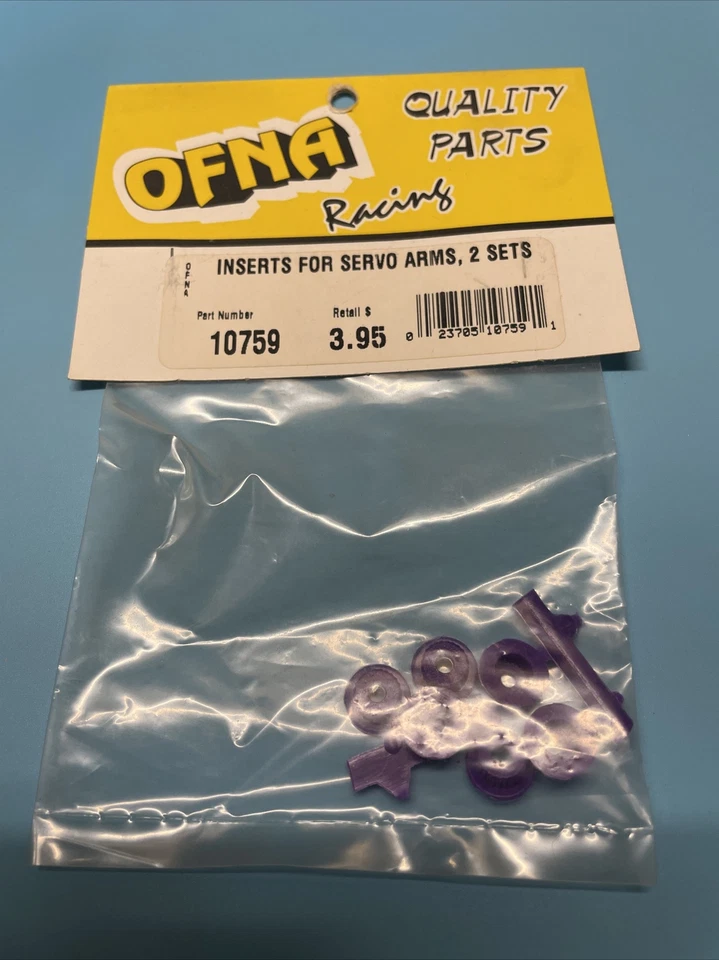 OFNA
Racing
QUALITY
PARTS
OFNA
INSERTS FOR SERVO ARMS, 2 SETS
Part Number
10759
Retail $
3.95
0 23705 10759 1